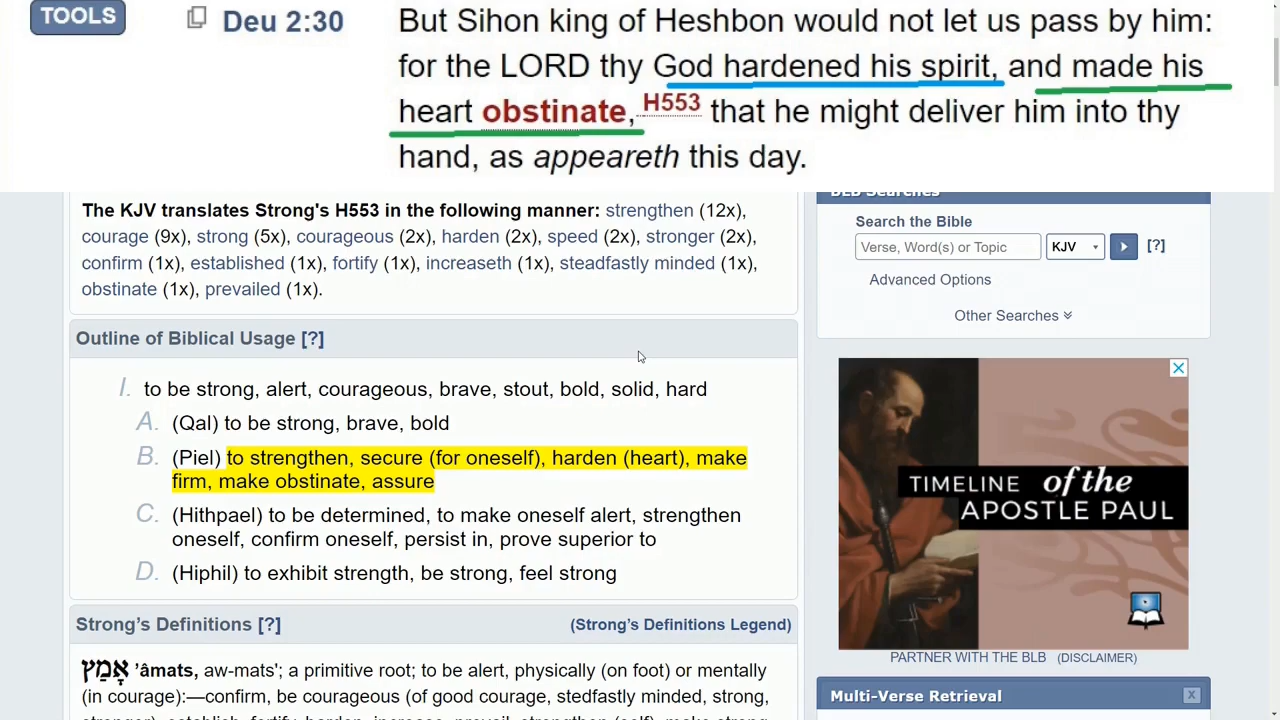 TOOLS
Deu 2:30
But Sihon king of Heshbon would not let us pass by him:
for the LORD thy God hardened his spirit, and made his
heart obstinate, H553 that he might deliver him into thy
hand, as appeareth this day.
The KJV translates Strong's H553 in the following manner: strengthen (12x),
courage (9x), strong (5x), courageous (2x), harden (2x), speed (2x), stronger (2x),
confirm (1x), established (1x), fortify (1x), increaseth (1x), steadfastly minded (1x),
obstinate (1x), prevailed (1x).
Outline of Biblical Usage [?]
I. to be strong, alert, courageous, brave, stout, bold, solid, hard
A. (Qal) to be strong, brave, bold
B. (Piel) to strengthen, secure (for oneself), harden (heart), make
firm, make obstinate, assure
C. (Hithpael) to be determined, to make oneself alert, strengthen
oneself, confirm oneself, persist in, prove superior to
D. (Hiphil) to exhibit strength, be strong, feel strong
Strong's Definitions [?] (Strong's Definitions Legend)
אָמַץ 'âmats, aw-mats'; a primitive root; to be alert, physically (on foot) or mentally
(in courage):—confirm, be courageous (of good courage, stedfastly minded, strong,
BLB Searches
Search the Bible
Verse, Word(s) or Topic KJV [?]
Advanced Options
Other Searches
TIMELINE of the
APOSTLE PAUL
PARTNER WITH THE BLB (DISCLAIMER)
Multi-Verse Retrieval x